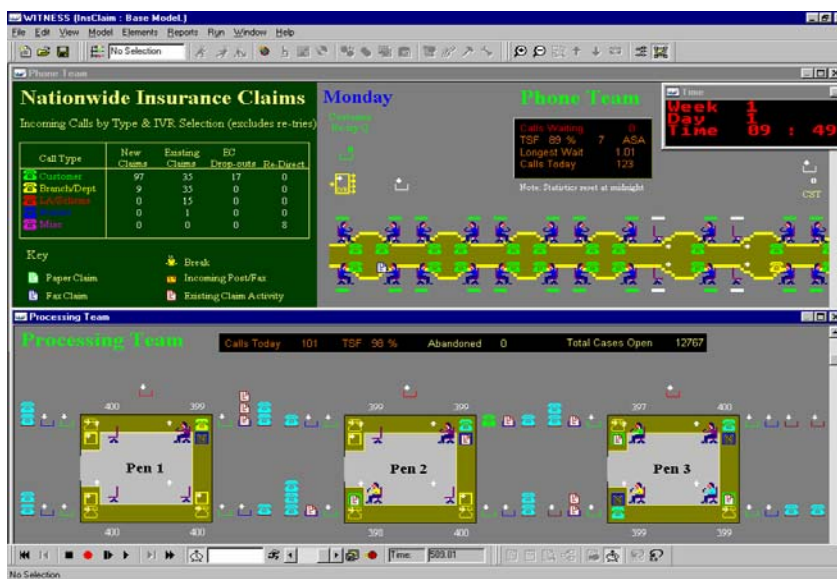 WITNESS (InsClaim : Base Model.)
File Edit View Model Elements Reports Run Window Help
No Selection
Phone Team
Nationwide Insurance Claims
Incoming Calls by Type & IVR Selection (excludes re-tries)
Call Type New Claims Existing Claims EC Drop-outs Re-Direct
Customer 97 35 17 0
Branch/Dept 9 35 0 0
0 15 0 0
0 1 0 0
Misc 0 0 0 8
Key
Break
Paper Claim Incoming Post/Fax
Fax Claim Existing Claim Activity
Monday
Phone Team
Calls Waiting 0
TSF 89 % 7 ASA
Longest Wait 1.01
Calls Today 123
Note: Statistics reset at midnight
Time
Week 1
Day 1
Time 09 : 49
0
CST
Processing Team
Processing Team
Calls Today 101 TSF 98 % Abandoned 0 Total Cases Open 12767
400 399 399 399 397 400
Pen 1 Pen 2 Pen 3
400 400 398 400 399 399
Time: 589.01
No Selection